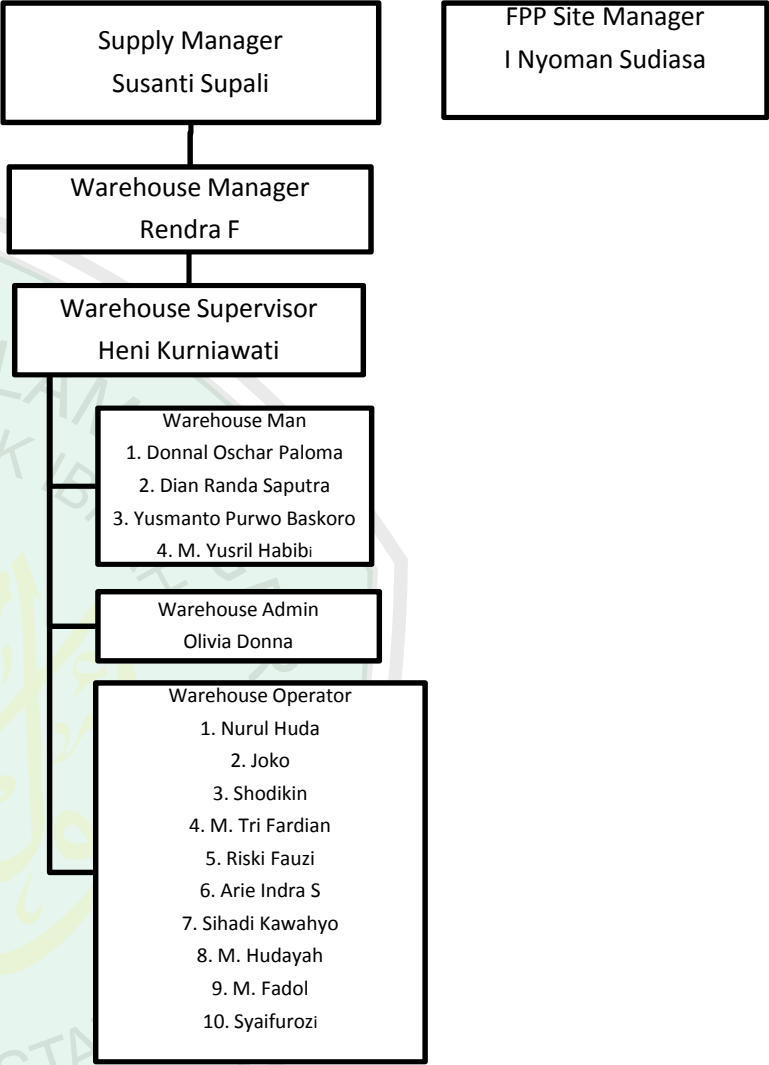 Supply Manager
Susanti Supali
FPP Site Manager
I Nyoman Sudiasa
Warehouse Manager
Rendra F
Warehouse Supervisor
Heni Kurniawati
Warehouse Man
1. Donnal Oschar Paloma
2. Dian Randa Saputra
3. Yusmanto Purwo Baskoro
4. M. Yusril Habibi
Warehouse Admin
Olivia Donna
Warehouse Operator
1. Nurul Huda
2. Joko
3. Shodikin
4. M. Tri Fardian
5. Riski Fauzi
6. Arie Indra S
7. Sihadi Kawahyo
8. M. Hudayah
9. M. Fadol
10. Syaifurozi